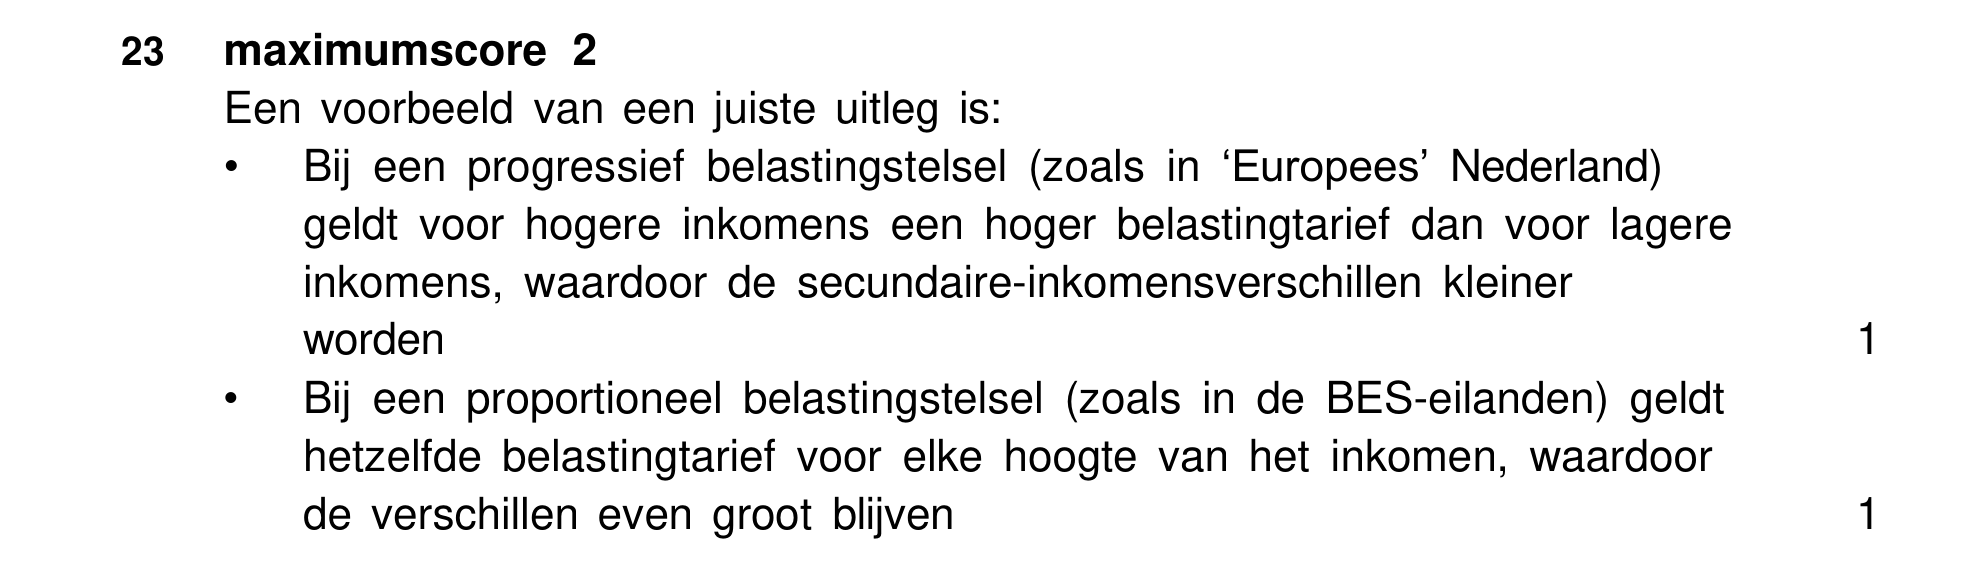 23 maximumscore 2
Een voorbeeld van een juiste uitleg is:
• Bij een progressief belastingstelsel (zoals in ‘Europees’ Nederland)
geldt voor hogere inkomens een hoger belastingtarief dan voor lagere
inkomens, waardoor de secundaire-inkomensverschillen kleiner
worden 1
• Bij een proportioneel belastingstelsel (zoals in de BES-eilanden) geldt
hetzelfde belastingtarief voor elke hoogte van het inkomen, waardoor
de verschillen even groot blijven 1